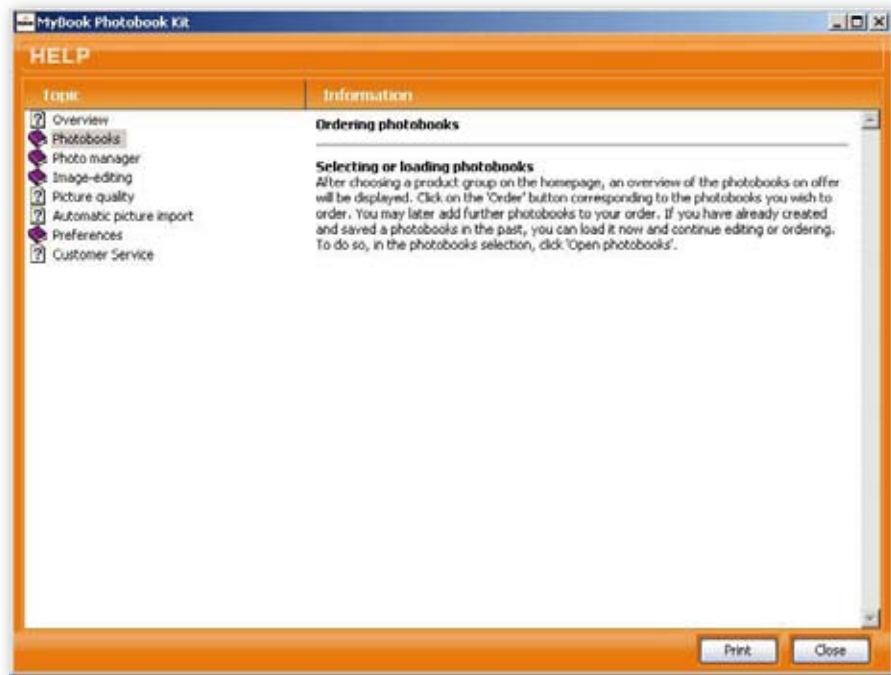 MyBook Photobook Kit
HELP
Topic
Information
Overview
Photobooks
Photo manager
Image-editing
Picture quality
Automatic picture import
Preferences
Customer Service
Ordering photobooks
Selecting or loading photobooks
After choosing a product group on the homepage, an overview of the photobooks on offer
will be displayed. Click on the 'Order' button corresponding to the photobooks you wish to
order. You may later add further photobooks to your order. If you have already created
and saved a photobooks in the past, you can load it now and continue editing or ordering.
To do so, in the photobooks selection, click 'Open photobooks'.
Print
Close